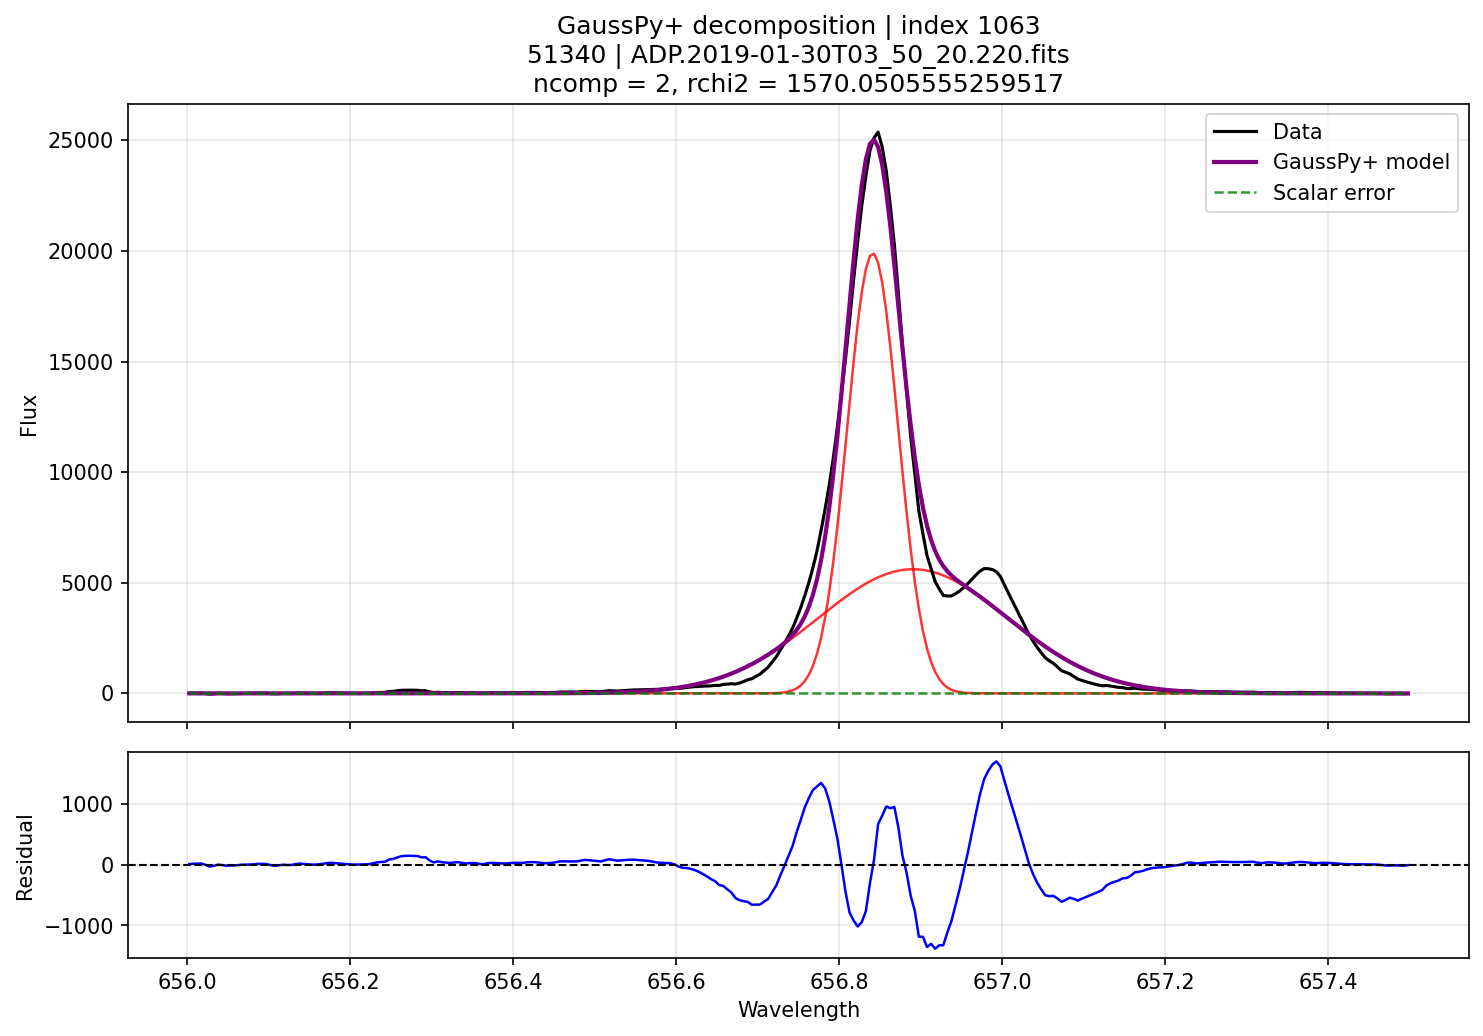 GaussPy+ decomposition | index 1063
51340 | ADP.2019-01-30T03_50_20.220.fits
ncomp = 2, rchi2 = 1570.0505555259517
Data
GaussPy+ model
Scalar error
25000
20000
15000
10000
5000
0
Flux
1000
0
−1000
Residual
656.0 656.2 656.4 656.6 656.8 657.0 657.2 657.4
Wavelength